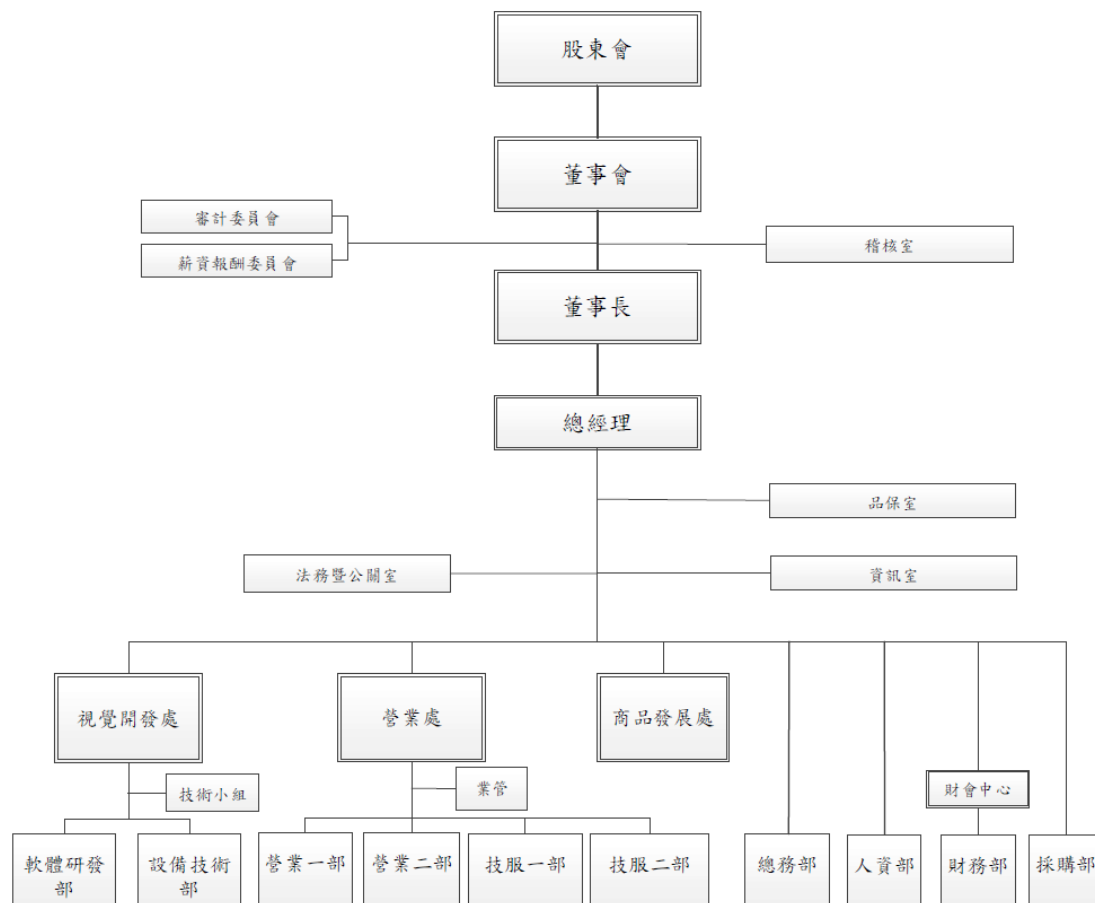 股東會
董事會
審計委員會
薪資報酬委員會
稽核室
董事長
總經理
品保室
法務暨公關室
資訊室
視覺開發處
營業處
商品發展處
技術小組
業管
財會中心
軟體研發
部
設備技術
部
營業一部
營業二部
技服一部
技服二部
總務部
人資部
財務部
採購部